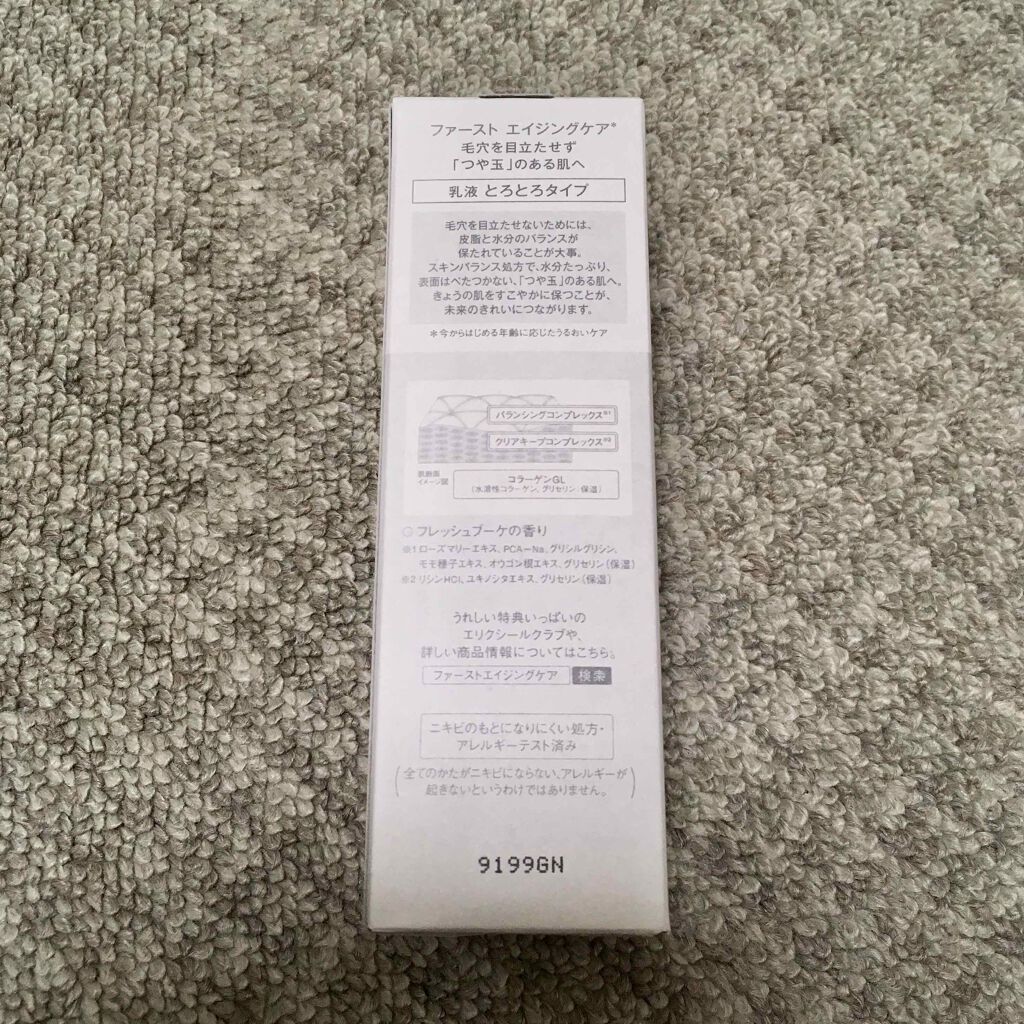 ファースト エイジングケア*
毛穴を目立たせず
「つや玉」のある肌へ
乳液 とろとろタイプ
毛穴を目立たせないためには、
皮脂と水分のバランスが
保たれていることが大事。
スキンバランス処方で、水分たっぷり、
表面はべたつかない、「つや玉」のある肌へ。
きょうの肌をすこやかに保つことが、
未来のきれいにつながります。
*今からはじめる年齢に応じたうるおいケア
バランシングコンプレックス※1
クリアキープコンプレックス※2
肌断面
イメージ図
コラーゲンGL
(水溶性コラーゲン、グリセリン:保湿)
フレッシュブーケの香り
※1 ローズマリーエキス、PCA-Na、グリシルグリシン、
モモ種子エキス、オウゴン根エキス、グリセリン(保湿)
※2 リシンHCl、ユキノシタエキス、グリセリン(保湿)
うれしい特典いっぱいの
エリクシールクラブや、
詳しい商品情報についてはこちら。
ファーストエイジングケア 検索
ニキビのもとになりにくい処方・
アレルギーテスト済み
(全てのかたがニキビにならない、アレルギーが
起きないというわけではありません。)
9199GN